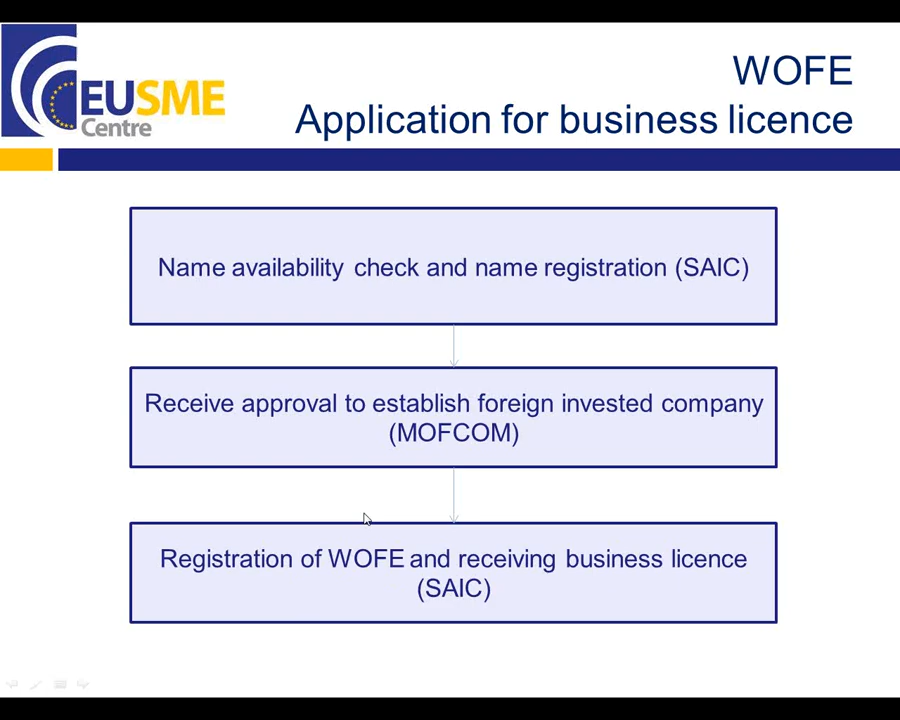 EUSME
Centre
WOFE
Application for business licence
Name availability check and name registration (SAIC)
Receive approval to establish foreign invested company
(MOFCOM)
Registration of WOFE and receiving business licence
(SAIC)